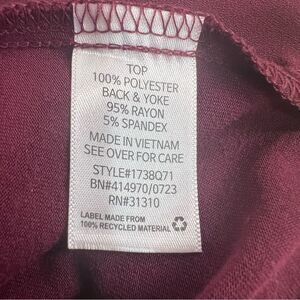 TOP
100% POLYESTER
BACK & YOKE
95% RAYON
5% SPANDEX
MADE IN VIETNAM
SEE OVER FOR CARE
STYLE#1738Q71
BN#414970/0723
RN#31310
LABEL MADE FROM
100% RECYCLED MATERIAL